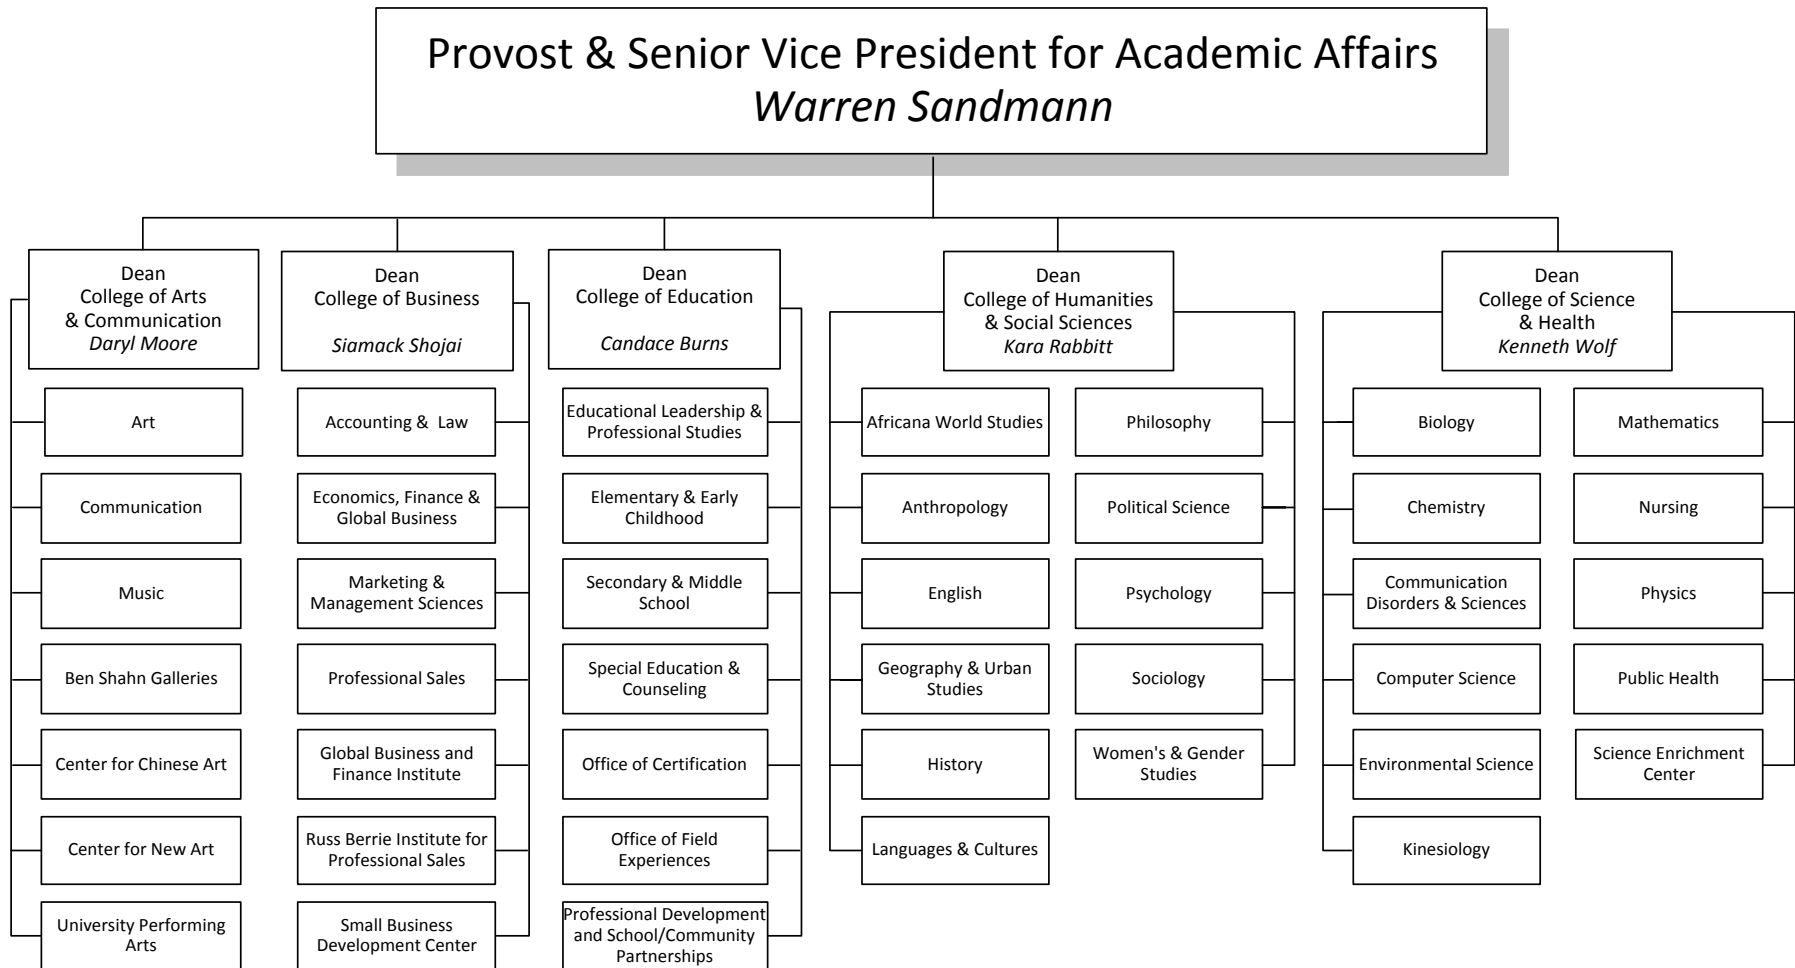 Provost & Senior Vice President for Academic Affairs
Warren Sandmann
Dean
College of Arts
& Communication
Daryl Moore
Dean
College of Business
Siamack Shojai
Dean
College of Education
Candace Burns
Dean
College of Humanities
& Social Sciences
Kara Rabbitt
Dean
College of Science
& Health
Kenneth Wolf
Art
Communication
Music
Ben Shahn Galleries
Center for Chinese Art
Center for New Art
University Performing
Arts
Accounting & Law
Economics, Finance &
Global Business
Marketing &
Management Sciences
Professional Sales
Global Business and
Finance Institute
Russ Berrie Institute for
Professional Sales
Small Business
Development Center
Educational Leadership &
Professional Studies
Elementary & Early
Childhood
Secondary & Middle
School
Special Education &
Counseling
Office of Certification
Office of Field
Experiences
Professional Development
and School/Community
Partnerships
Africana World Studies
Anthropology
English
Geography & Urban
Studies
History
Languages & Cultures
Philosophy
Political Science
Psychology
Sociology
Women's & Gender
Studies
Biology
Chemistry
Communication
Disorders & Sciences
Computer Science
Environmental Science
Kinesiology
Mathematics
Nursing
Physics
Public Health
Science Enrichment
Center